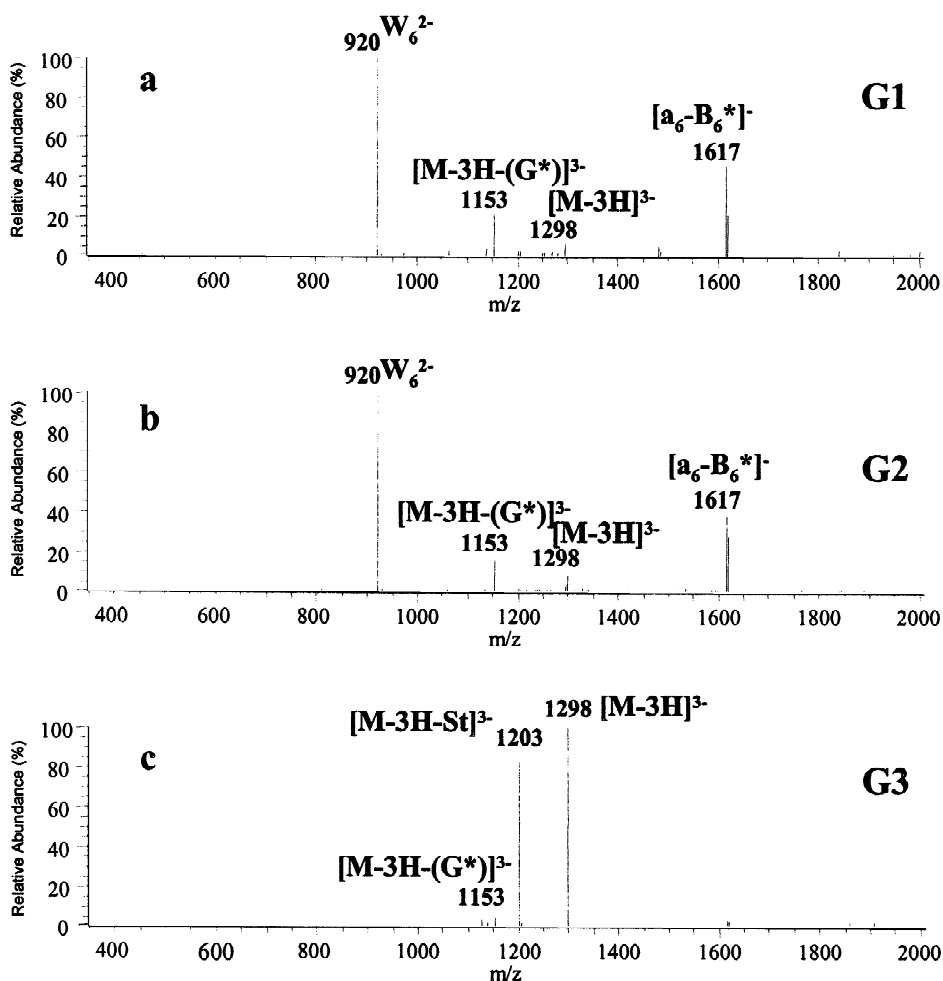 920 W₆²⁻
a
G1
[a₆-B₆*]⁻
1617
[M-3H-(G*)]³⁻
1153
[M-3H]³⁻
1298
Relative Abundance (%)
100
80
60
40
20
0
400 600 800 1000 1200 1400 1600 1800 2000
m/z
920 W₆²⁻
b
G2
[a₆-B₆*]⁻
1617
[M-3H-(G*)]³⁻
1153
[M-3H]³⁻
1298
Relative Abundance (%)
100
80
60
40
20
0
400 600 800 1000 1200 1400 1600 1800 2000
m/z
1298 [M-3H]³⁻
[M-3H-St]³⁻
1203
c
G3
[M-3H-(G*)]³⁻
1153
Relative Abundance (%)
100
80
60
40
20
0
400 600 800 1000 1200 1400 1600 1800 2000
m/z